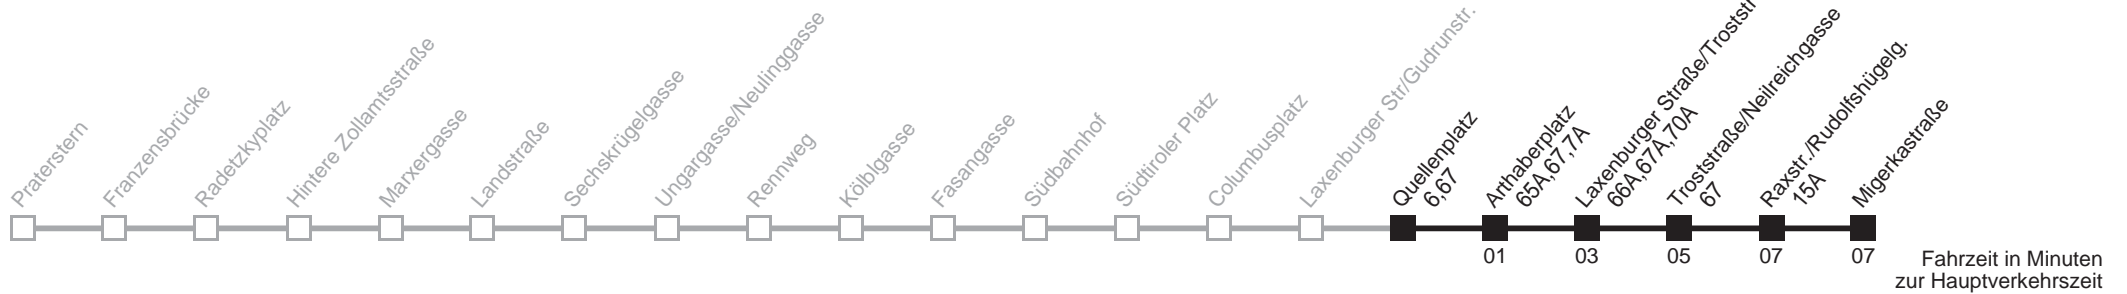 Praterstern
Franzensbrücke
Radetzkyplatz
Hintere Zollamtsstraße
Marxergasse
Landstraße
Sechskrügelgasse
Ungargasse/Neulinggasse
Rennweg
Kölblgasse
Fasangasse
Südbahnhof
Südtiroler Platz
Columbusplatz
Laxenburger Str/Gudrunstr.
Quellenplatz
6,67
Arthaberplatz
65A,67,7A
Laxenburger Straße/Troststr
66A,67A,70A
Troststraße/Neilreichgasse
67
Raxstr./Rudolfshügelg.
15A
Migerkastraße
01
03
05
07
07
Fahrzeit in Minuten
zur Hauptverkehrszeit